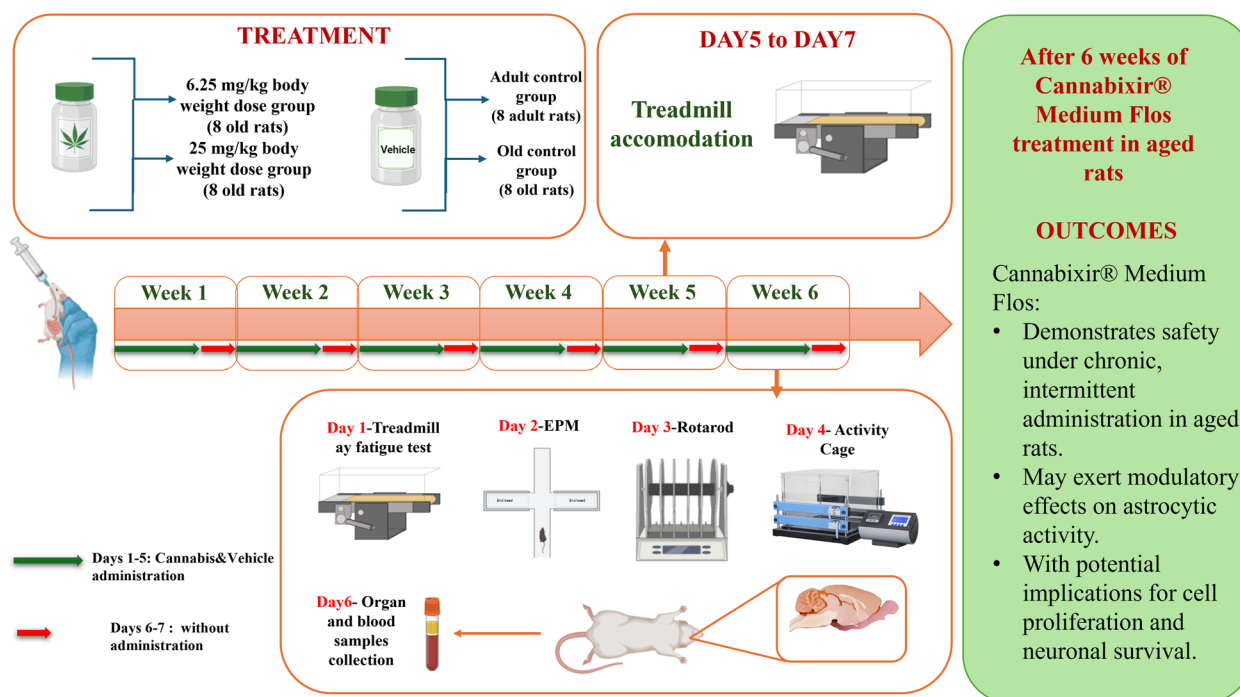 TREATMENT
6.25 mg/kg body
weight dose group
(8 old rats)
25 mg/kg body
weight dose group
(8 old rats)
Vehicle
Adult control
group
(8 adult rats)
Old control
group
(8 old rats)
DAY5 to DAY7
Treadmill
accomodation
Week 1
Week 2
Week 3
Week 4
Week 5
Week 6
Day 1-Treadmill
ay fatigue test
Day 2-EPM
Enclosed
Enclosed
Day 3-Rotarod
Day 4- Activity
Cage
Days 1-5: Cannabis&Vehicle
administration
Days 6-7 : without
administration
Day6- Organ
and blood
samples
collection
After 6 weeks of
Cannabixir®
Medium Flos
treatment in aged
rats
OUTCOMES
Cannabixir® Medium
Flos:
• Demonstrates safety
under chronic,
intermittent
administration in aged
rats.
• May exert modulatory
effects on astrocytic
activity.
• With potential
implications for cell
proliferation and
neuronal survival.